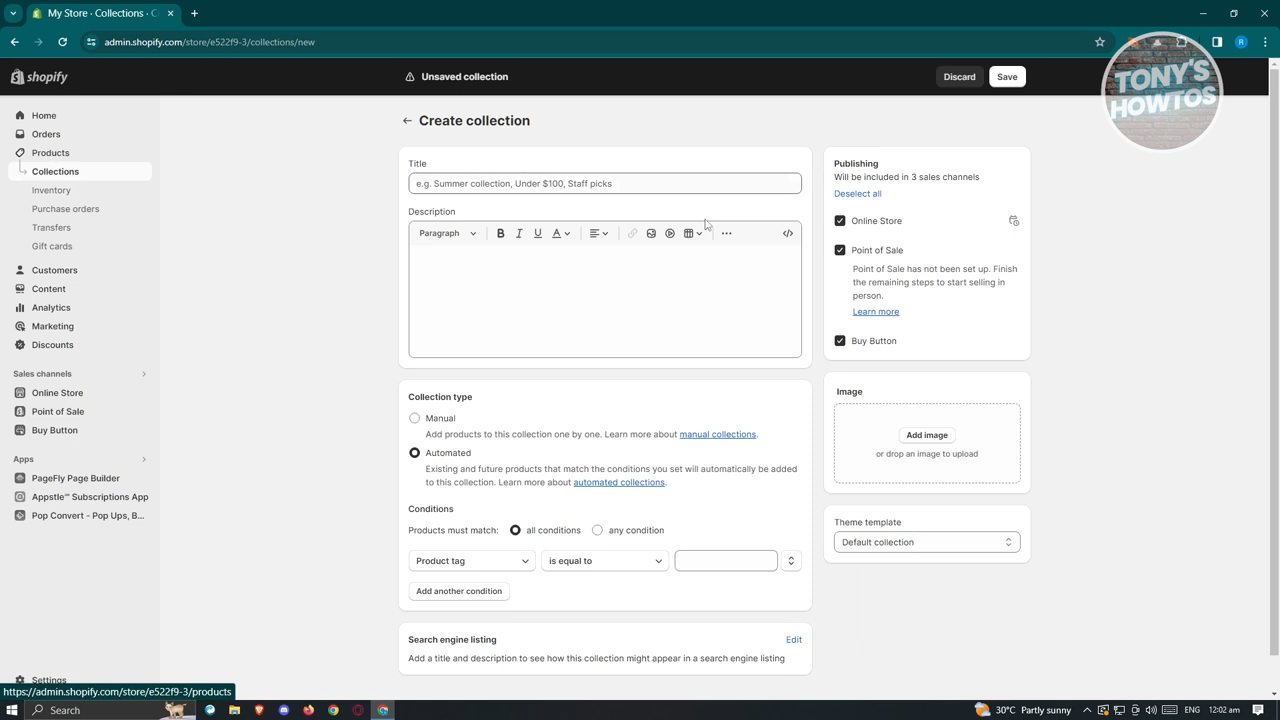 My Store · Collections · C
admin.shopify.com/store/e522f9-3/collections/new
R
shopify
Unsaved collection
Discard
Save
TONY'S
HOWTOS
Home
Orders
Products
Collections
Inventory
Purchase orders
Transfers
Gift cards
Customers
Content
Analytics
Marketing
Discounts
Sales channels
Online Store
Point of Sale
Buy Button
Apps
PageFly Page Builder
Appstle℠ Subscriptions App
Pop Convert - Pop Ups, B...
Settings
Create collection
Title
e.g. Summer collection, Under $100, Staff picks
Description
Paragraph
B I U A
Collection type
Manual
Add products to this collection one by one. Learn more about manual collections.
Automated
Existing and future products that match the conditions you set will automatically be added
to this collection. Learn more about automated collections.
Conditions
Products must match: all conditions any condition
Product tag
is equal to
Add another condition
Search engine listing
Edit
Add a title and description to see how this collection might appear in a search engine listing
Publishing
Will be included in 3 sales channels
Deselect all
Online Store
Point of Sale
Point of Sale has not been set up. Finish
the remaining steps to start selling in
person.
Learn more
Buy Button
Image
Add image
or drop an image to upload
Theme template
Default collection
https://admin.shopify.com/store/e522f9-3/products
Search
30°C Partly sunny
ENG
12:02 am